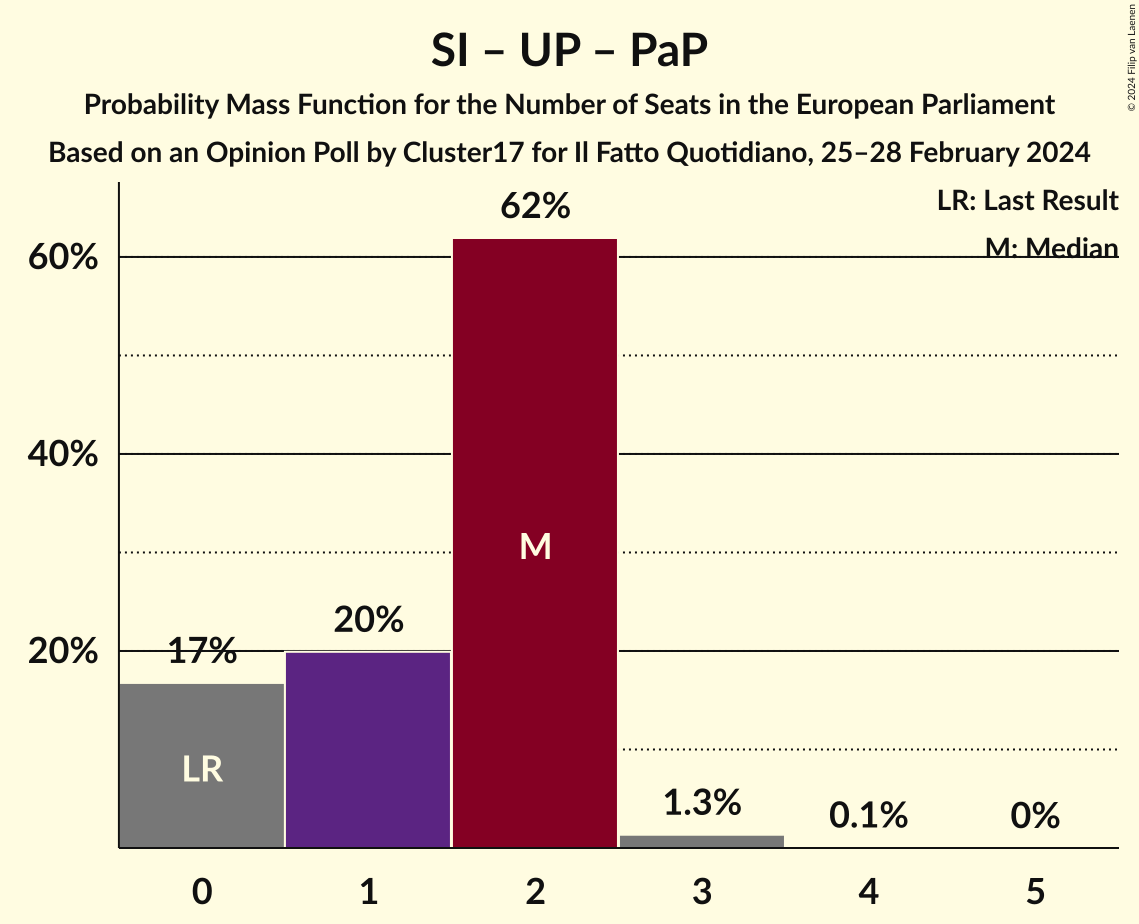 SI – UP – PaP
Probability Mass Function for the Number of Seats in the European Parliament
Based on an Opinion Poll by Cluster17 for Il Fatto Quotidiano, 25–28 February 2024
© 2024 Filip van Laenen
LR: Last Result
M: Median
62%
60%
40%
M
20%
20%
17%
LR
1.3%
0.1%
0%
0 1 2 3 4 5